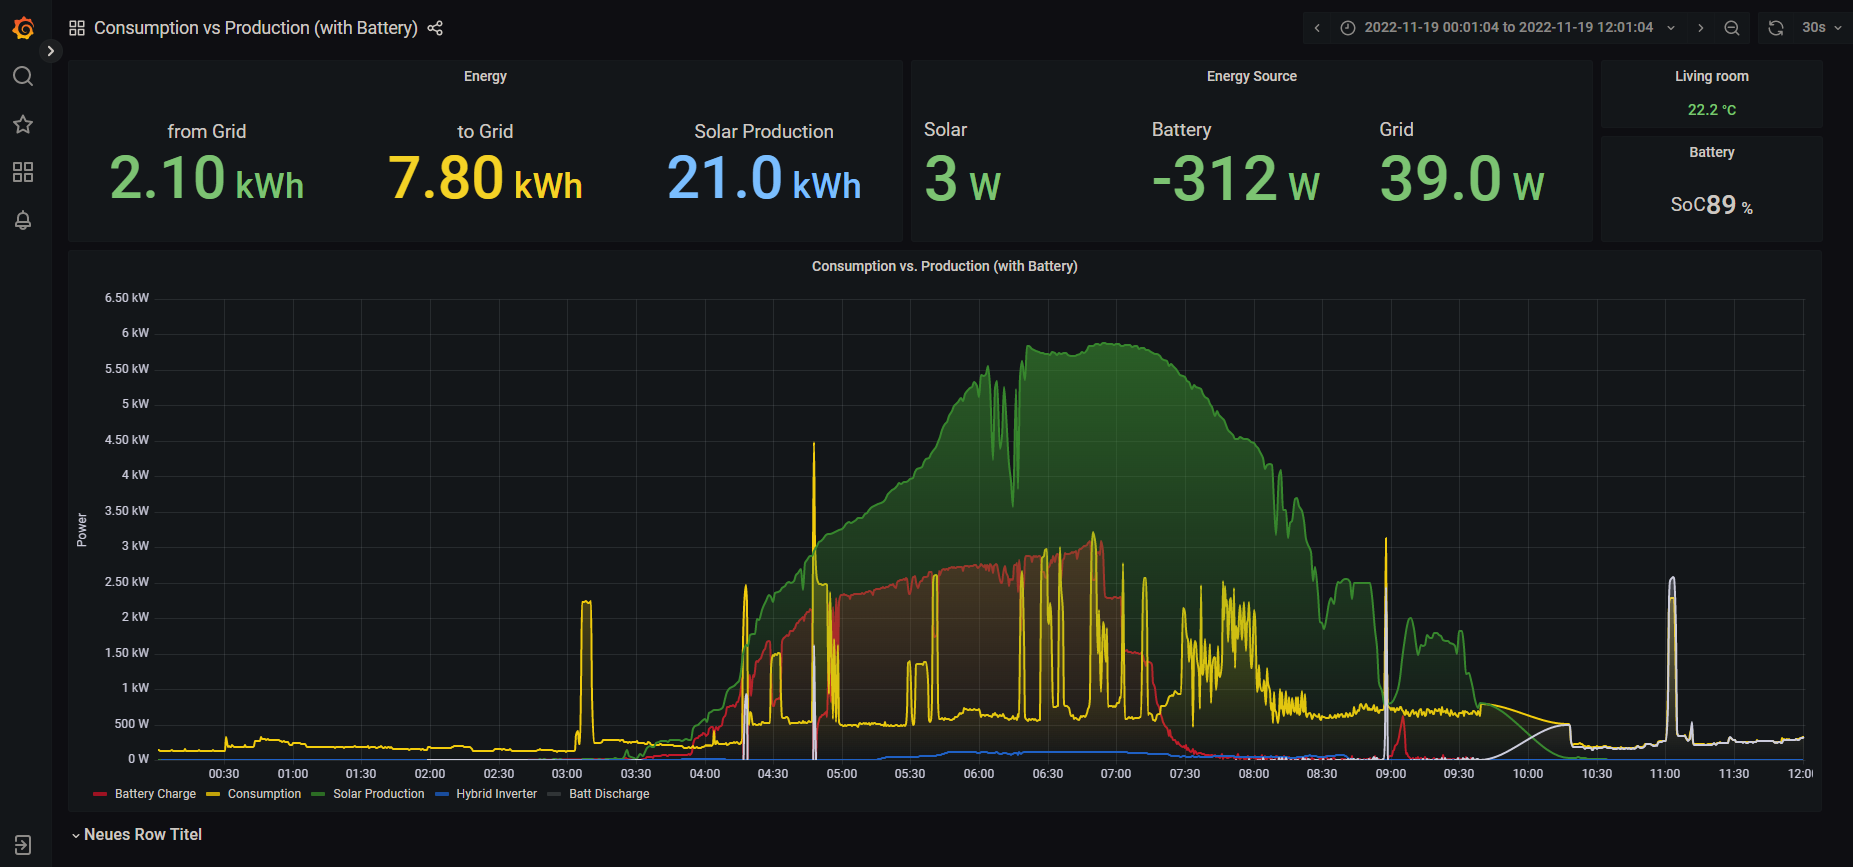 Consumption vs Production (with Battery)
2022-11-19 00:01:04 to 2022-11-19 12:01:04
30s
Energy
from Grid
2.10 kWh
to Grid
7.80 kWh
Solar Production
21.0 kWh
Energy Source
Solar
3 W
Battery
-312 W
Grid
39.0 W
Living room
22.2 °C
Battery
SoC89 %
Consumption vs. Production (with Battery)
Power
6.50 kW
6 kW
5.50 kW
5 kW
4.50 kW
4 kW
3.50 kW
3 kW
2.50 kW
2 kW
1.50 kW
1 kW
500 W
0 W
00:30 01:00 01:30 02:00 02:30 03:00 03:30 04:00 04:30 05:00 05:30 06:00 06:30 07:00 07:30 08:00 08:30 09:00 09:30 10:00 10:30 11:00 11:30 12:0
Battery Charge Consumption Solar Production Hybrid Inverter Batt Discharge
Neues Row Titel